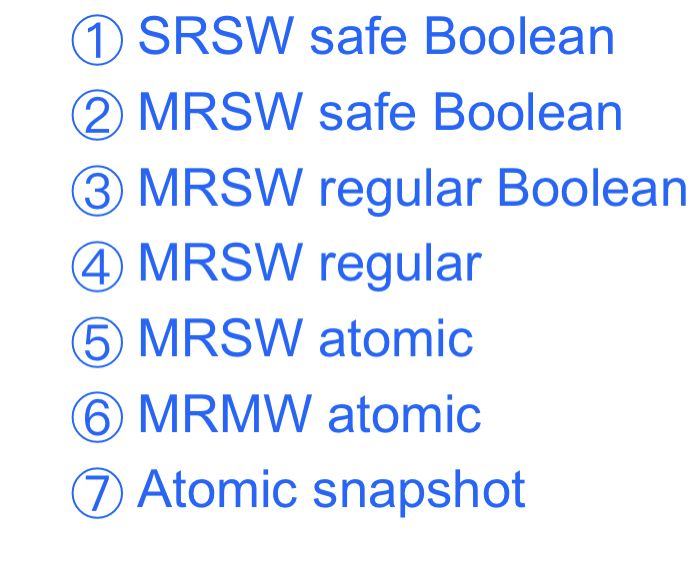 ① SRSW safe Boolean
② MRSW safe Boolean
③ MRSW regular Boolean
④ MRSW regular
⑤ MRSW atomic
⑥ MRMW atomic
⑦ Atomic snapshot